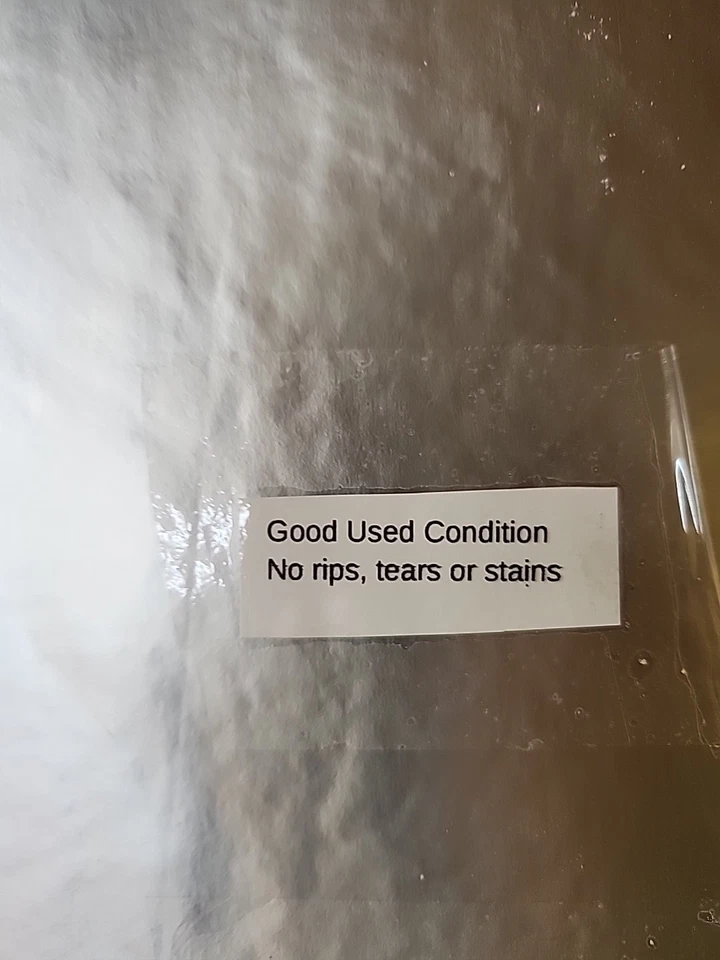 Good Used Condition
No rips, tears or stains